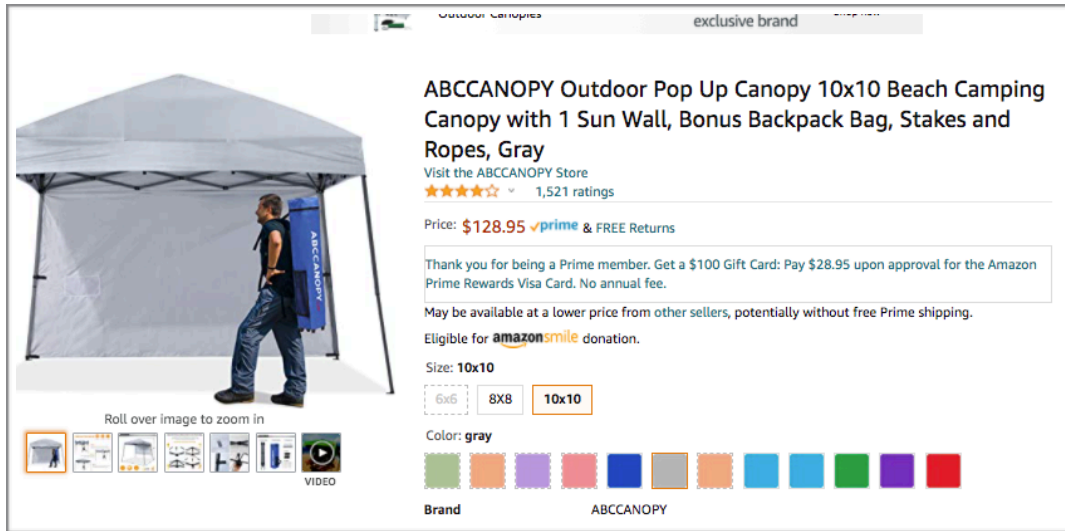 Outdoor Canopies
exclusive brand
ABCCANOPY Outdoor Pop Up Canopy 10x10 Beach Camping
Canopy with 1 Sun Wall, Bonus Backpack Bag, Stakes and
Ropes, Gray
Visit the ABCCANOPY Store
1,521 ratings
Price: $128.95 prime & FREE Returns
Thank you for being a Prime member. Get a $100 Gift Card: Pay $28.95 upon approval for the Amazon
Prime Rewards Visa Card. No annual fee.
May be available at a lower price from other sellers, potentially without free Prime shipping.
Eligible for amazonsmile donation.
Size: 10x10
6x6 8X8 10x10
Color: gray
Brand ABCCANOPY
ABCCANOPY
Roll over image to zoom in
VIDEO